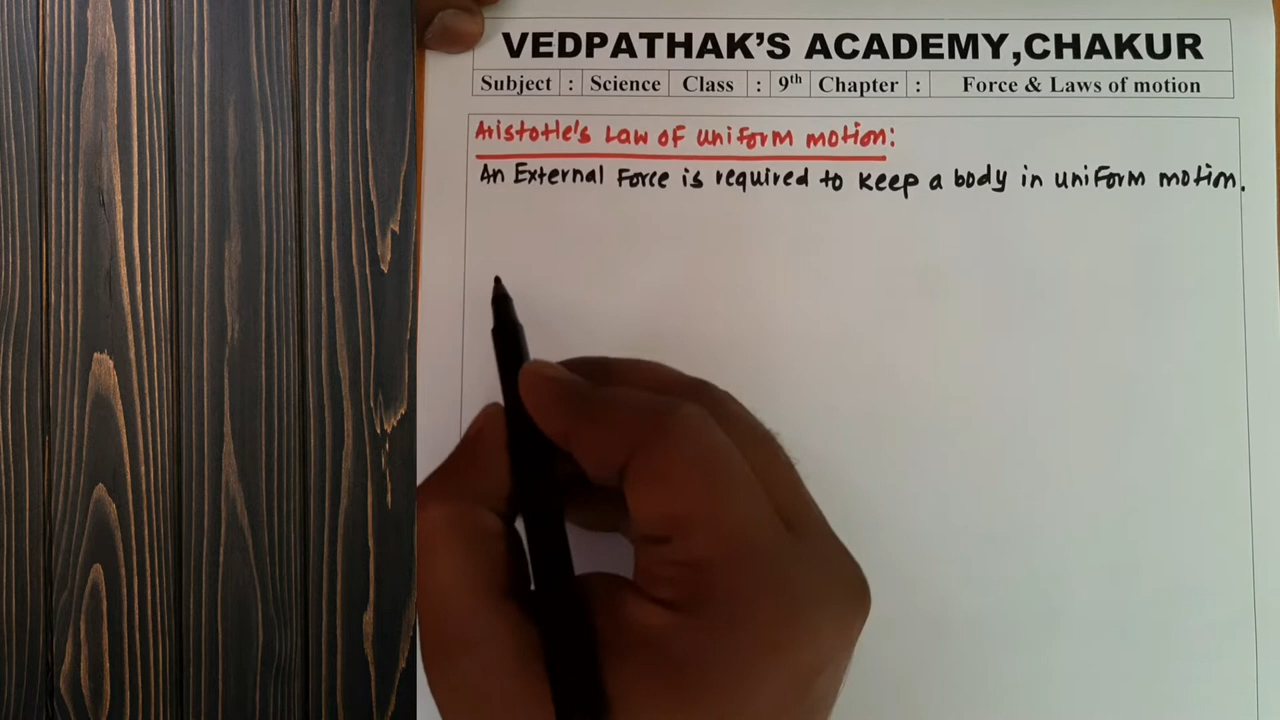 VEDPATHAK'S ACADEMY,CHAKUR
Subject : Science Class : 9th Chapter : Force & Laws of motion
Aristotle's Law of uniform motion:
An External Force is required to keep a body in uniform motion.